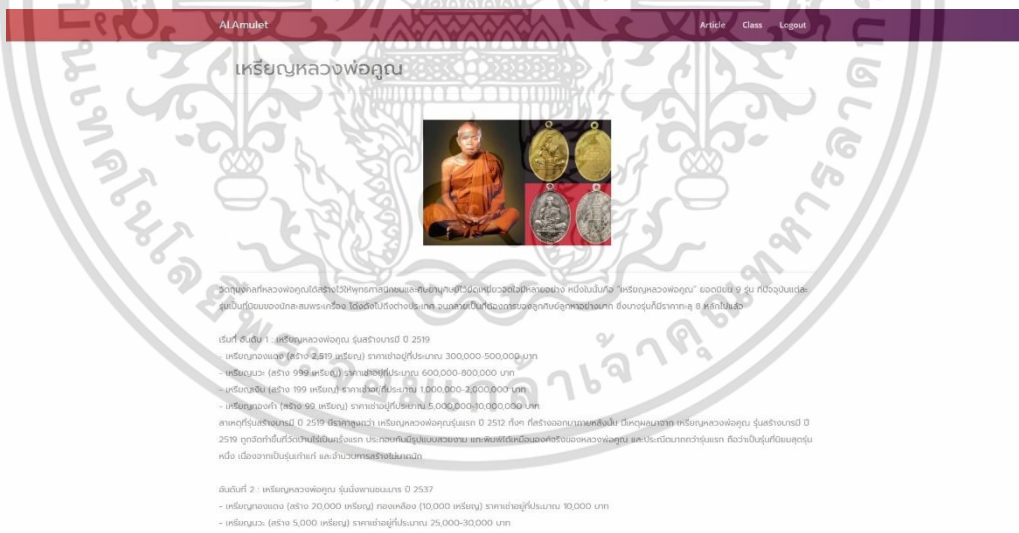 AI.Amulet
Article Class Logout
เหรียญหลวงพ่อคูณ
วัตถุมงคลที่หลวงพ่อคูณได้สร้างไว้ให้พุทธศาสนิกชนและศิษยานุศิษย์ไว้ยึดเหนี่ยวจิตใจมีหลายอย่าง หนึ่งในนั้นคือ "เหรียญหลวงพ่อคูณ" ยอดนิยม 9 รุ่น ที่ปัจจุบันแต่ละ
รุ่นเป็นที่นิยมของนักสะสมพระเครื่อง โด่งดังไปถึงต่างประเทศ จนกลายเป็นที่ต้องการของลูกศิษย์ลูกหาอย่างมาก ซึ่งบางรุ่นก็มีราคาทะลุ 8 หลักไปแล้ว
เริ่มที่ อันดับ 1 : เหรียญหลวงพ่อคูณ รุ่นสร้างบารมี ปี 2519
- เหรียญทองแดง (สร้าง 2,519 เหรียญ) ราคาเช่าอยู่ที่ประมาณ 300,000-500,000 บาท
- เหรียญนวะ (สร้าง 999 เหรียญ) ราคาเช่าอยู่ที่ประมาณ 600,000-800,000 บาท
- เหรียญเงิน (สร้าง 199 เหรียญ) ราคาเช่าอยู่ที่ประมาณ 1,000,000-2,000,000 บาท
- เหรียญทองคำ (สร้าง 99 เหรียญ) ราคาเช่าอยู่ที่ประมาณ 5,000,000-10,000,000 บาท
สาเหตุที่รุ่นสร้างบารมี ปี 2519 มีราคาสูงกว่า เหรียญหลวงพ่อคูณรุ่นแรก ปี 2512 ทั้งๆ ที่สร้างออกมาภายหลังนั้น มีเหตุผลมาจาก เหรียญหลวงพ่อคูณ รุ่นสร้างบารมี ปี
2519 ถูกจัดทำขึ้นที่วัดบ้านไร่เป็นครั้งแรก ประกอบกับมีรูปแบบสวยงาม แกะพิมพ์ได้เหมือนองค์จริงของหลวงพ่อคูณ และประณีตมากกว่ารุ่นแรก ถือว่าเป็นรุ่นที่นิยมสุดรุ่น
หนึ่ง เนื่องจากเป็นรุ่นเก่าแก่ และจำนวนการสร้างไม่มากนัก
อันดับที่ 2 : เหรียญหลวงพ่อคูณ รุ่นนั่งพานชนะมาร ปี 2537
- เหรียญทองแดง (สร้าง 20,000 เหรียญ) ทองเหลือง (10,000 เหรียญ) ราคาเช่าอยู่ที่ประมาณ 10,000 บาท
- เหรียญนวะ (สร้าง 5,000 เหรียญ) ราคาเช่าอยู่ที่ประมาณ 25,000-30,000 บาท